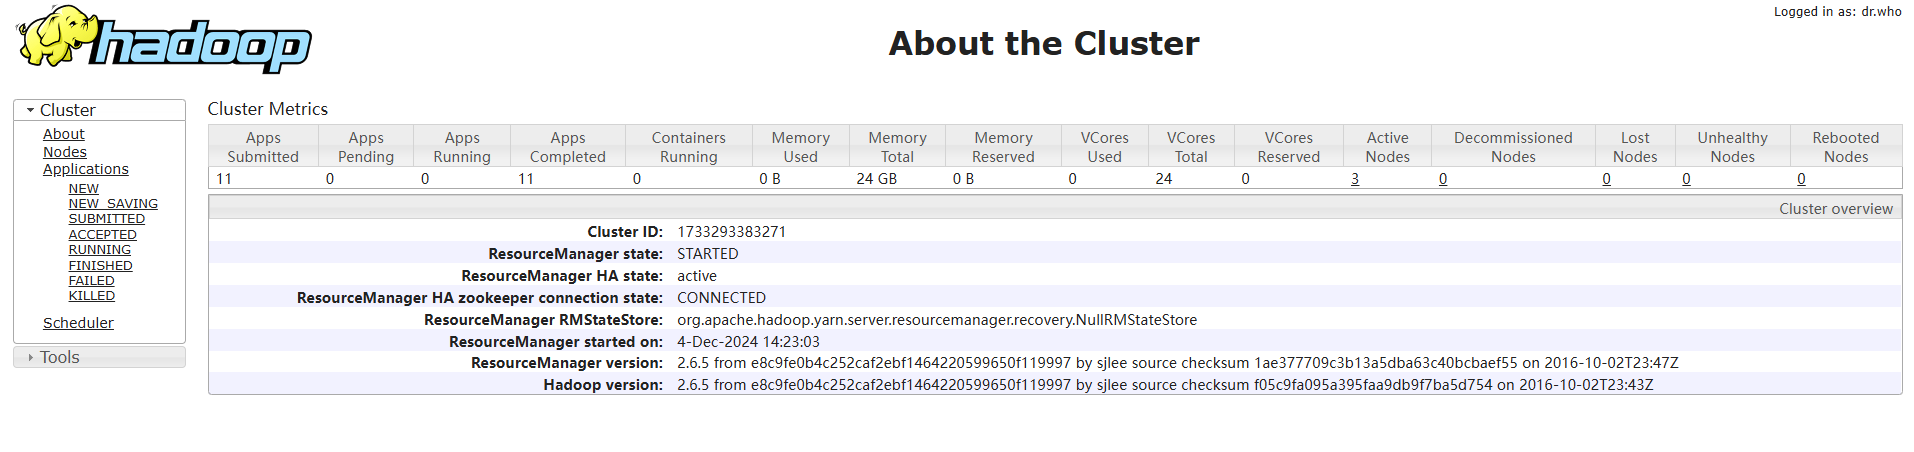 Logged in as: dr.who
hadoop
About the Cluster
Cluster
About
Nodes
Applications
NEW
NEW_SAVING
SUBMITTED
ACCEPTED
RUNNING
FINISHED
FAILED
KILLED
Scheduler
Tools
Cluster Metrics
Apps Submitted Apps Pending Apps Running Apps Completed Containers Running Memory Used Memory Total Memory Reserved VCores Used VCores Total VCores Reserved Active Nodes Decommissioned Nodes Lost Nodes Unhealthy Nodes Rebooted Nodes
11 0 0 11 0 0 B 24 GB 0 B 0 24 0 3 0 0 0 0
Cluster overview
Cluster ID: 1733293383271
ResourceManager state: STARTED
ResourceManager HA state: active
ResourceManager HA zookeeper connection state: CONNECTED
ResourceManager RMStateStore: org.apache.hadoop.yarn.server.resourcemanager.recovery.NullRMStateStore
ResourceManager started on: 4-Dec-2024 14:23:03
ResourceManager version: 2.6.5 from e8c9fe0b4c252caf2ebf1464220599650f119997 by sjlee source checksum 1ae377709c3b13a5dba63c40bcbaef55 on 2016-10-02T23:47Z
Hadoop version: 2.6.5 from e8c9fe0b4c252caf2ebf1464220599650f119997 by sjlee source checksum f05c9fa095a395faa9db9f7ba5d754 on 2016-10-02T23:43Z